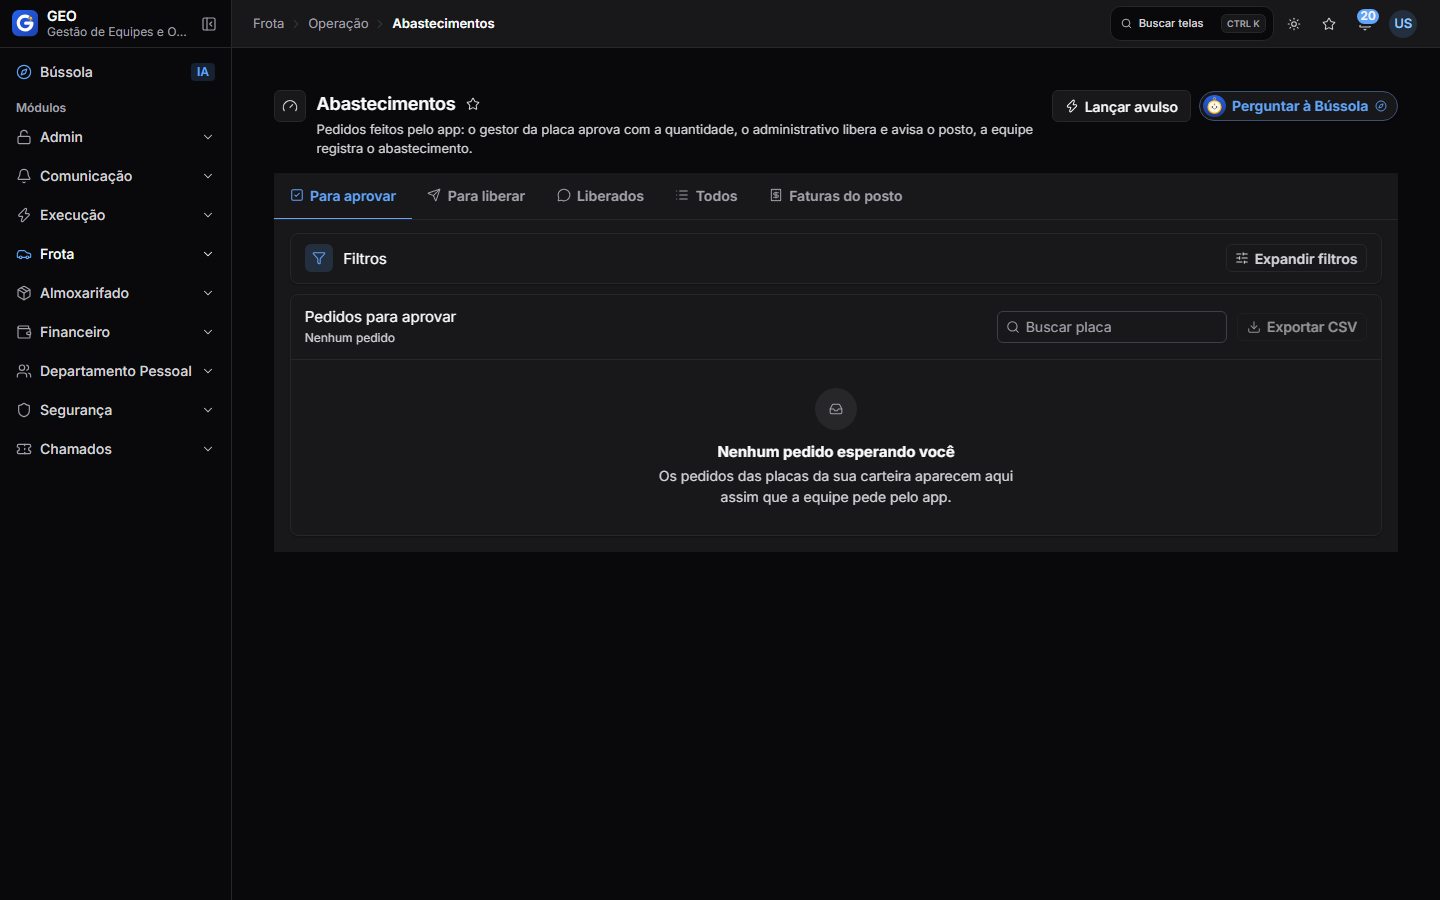 GEO
Gestão de Equipes e O...
Bússola
IA
Módulos
Admin
Comunicação
Execução
Frota
Almoxarifado
Financeiro
Departamento Pessoal
Segurança
Chamados
Frota
Operação
Abastecimentos
Buscar telas
CTRL K
20
US
Abastecimentos
Pedidos feitos pelo app: o gestor da placa aprova com a quantidade, o administrativo libera e avisa o posto, a equipe
registra o abastecimento.
Lançar avulso
Perguntar à Bússola
Para aprovar
Para liberar
Liberados
Todos
Faturas do posto
Filtros
Expandir filtros
Pedidos para aprovar
Nenhum pedido
Buscar placa
Exportar CSV
Nenhum pedido esperando você
Os pedidos das placas da sua carteira aparecem aqui
assim que a equipe pede pelo app.